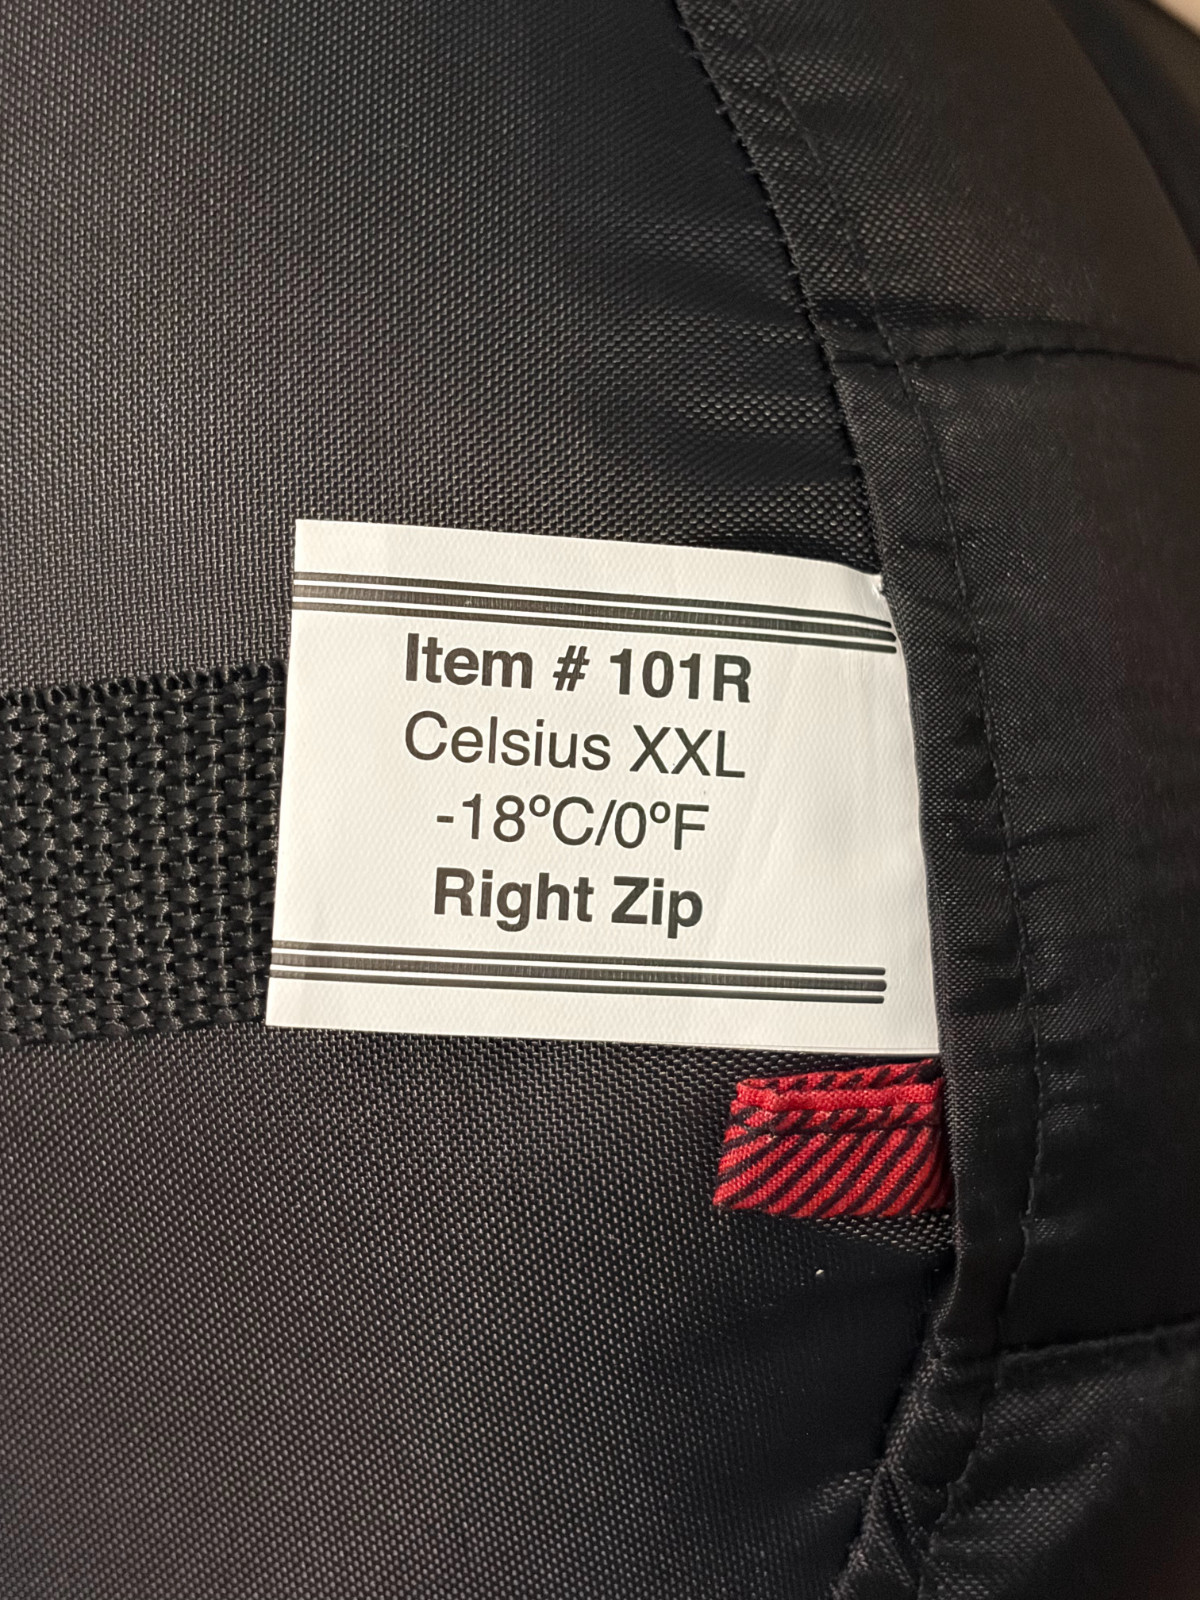 Item # 101R
Celsius XXL
-18ºC/0ºF
Right Zip